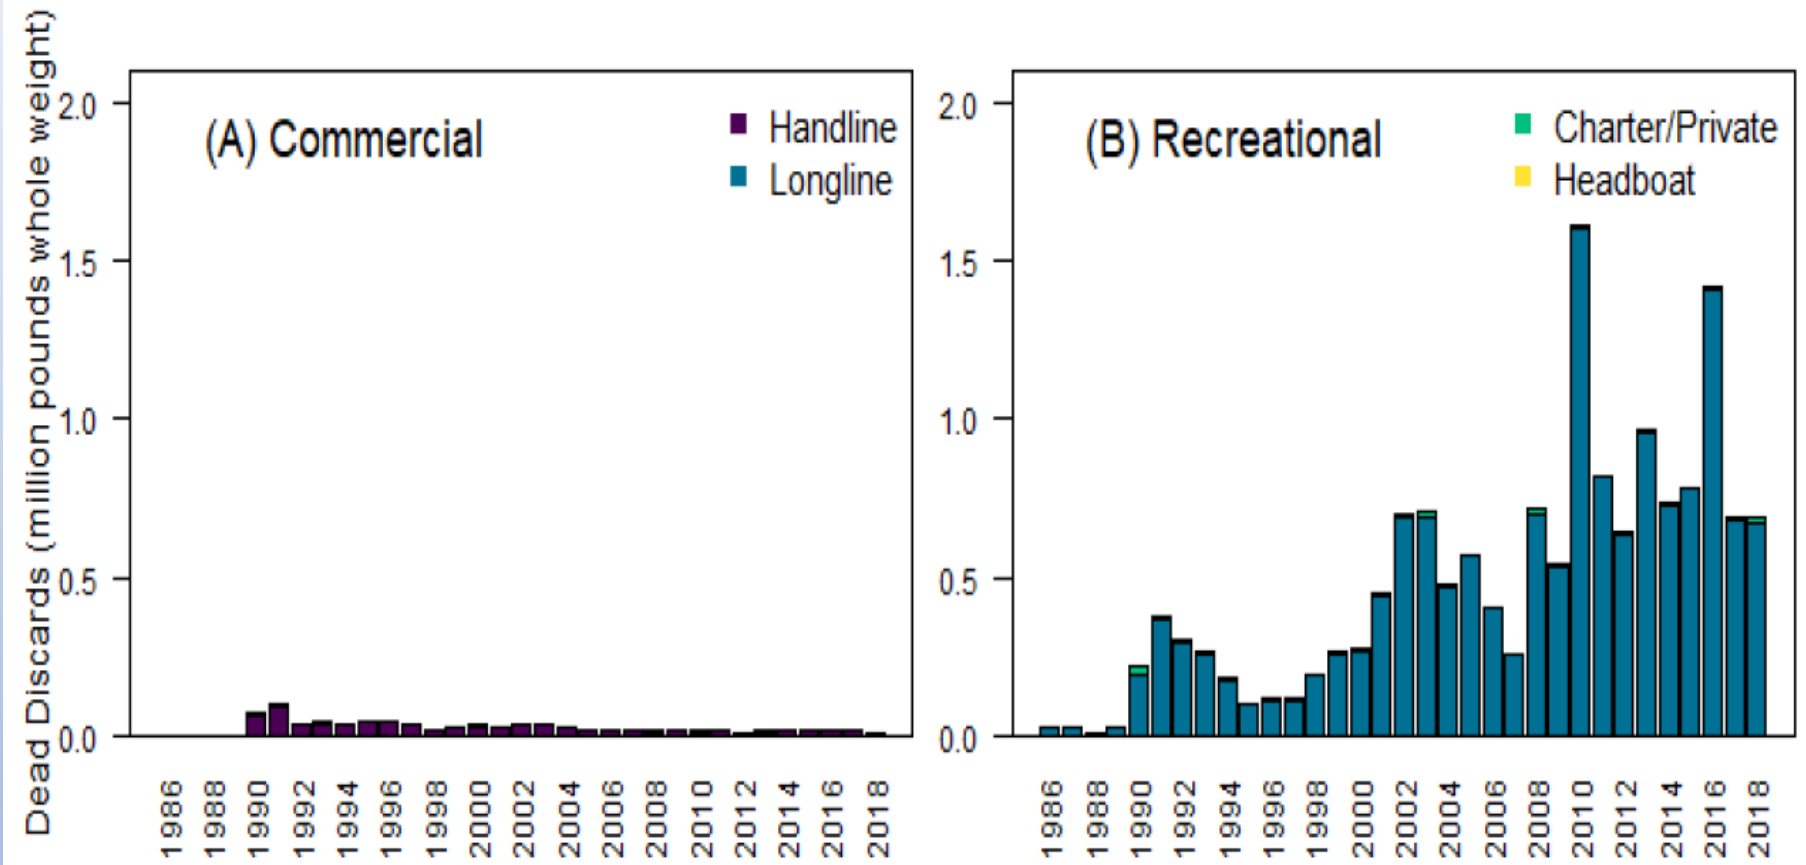 Dead Discards (million pounds whole weight)
(A) Commercial
Handline
Longline
2.0
1.5
1.0
0.5
0.0
1986 1988 1990 1992 1994 1996 1998 2000 2002 2004 2006 2008 2010 2012 2014 2016 2018
(B) Recreational
Charter/Private
Headboat
2.0
1.5
1.0
0.5
0.0
1986 1988 1990 1992 1994 1996 1998 2000 2002 2004 2006 2008 2010 2012 2014 2016 2018